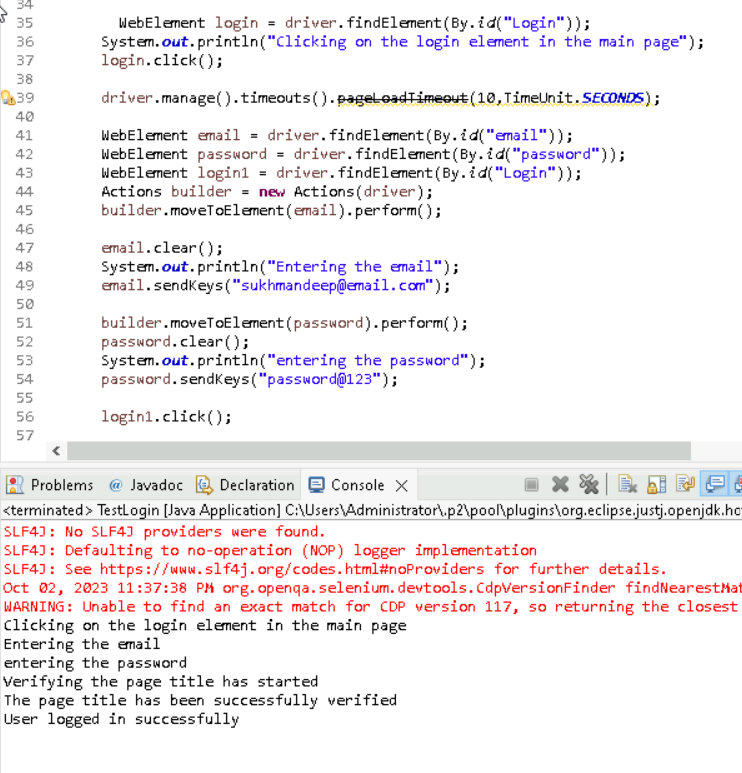 34
35 WebElement login = driver.findElement(By.id("Login"));
36 System.out.println("Clicking on the login element in the main page");
37 login.click();
38
39 driver.manage().timeouts().pageLoadTimeout(10,TimeUnit.SECONDS);
40
41 WebElement email = driver.findElement(By.id("email"));
42 WebElement password = driver.findElement(By.id("password"));
43 WebElement login1 = driver.findElement(By.id("Login"));
44 Actions builder = new Actions(driver);
45 builder.moveToElement(email).perform();
46
47 email.clear();
48 System.out.println("Entering the email");
49 email.sendKeys("sukhmandeep@email.com");
50
51 builder.moveToElement(password).perform();
52 password.clear();
53 System.out.println("entering the password");
54 password.sendKeys("password@123");
55
56 login1.click();
57
Problems @ Javadoc Declaration Console
<terminated> TestLogin [Java Application] C:\Users\Administrator\.p2\pool\plugins\org.eclipse.justj.openjdk.ho
SLF4J: No SLF4J providers were found.
SLF4J: Defaulting to no-operation (NOP) logger implementation
SLF4J: See https://www.slf4j.org/codes.html#noProviders for further details.
Oct 02, 2023 11:37:38 PM org.openqa.selenium.devtools.CdpVersionFinder findNearestMat
WARNING: Unable to find an exact match for CDP version 117, so returning the closest
Clicking on the login element in the main page
Entering the email
entering the password
Verifying the page title has started
The page title has been successfully verified
User logged in successfully